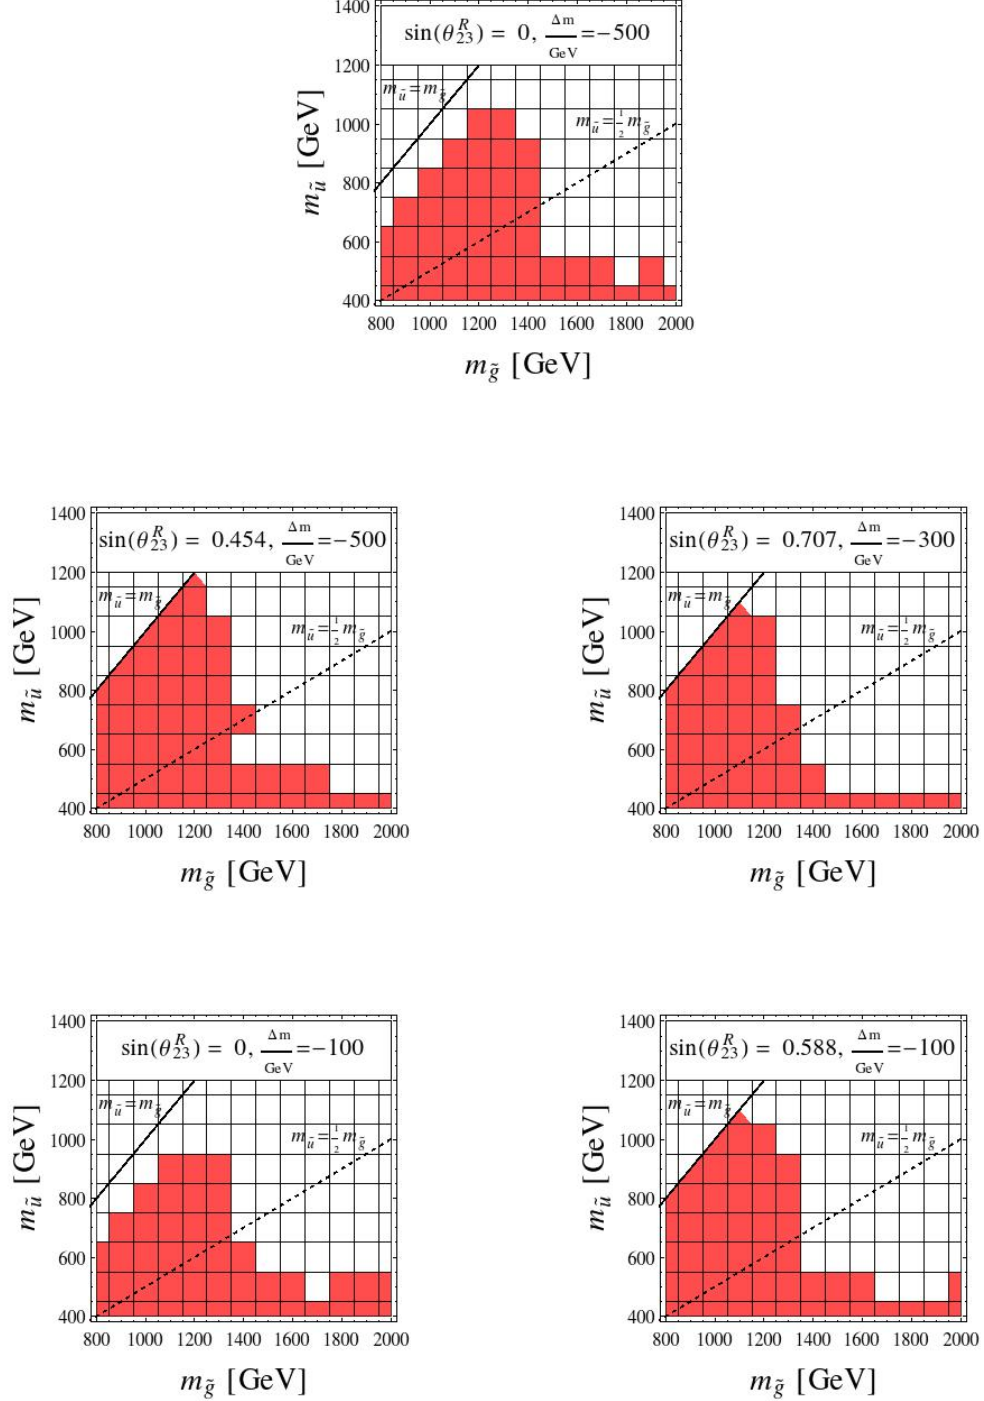 sin(θ^R_23) = 0, Δm/GeV = −500
m_ũ = m_g̃
m_ũ = 1/2 m_g̃
m_ũ [GeV]
1400
1200
1000
800
600
400
800 1000 1200 1400 1600 1800 2000
m_g̃ [GeV]
sin(θ^R_23) = 0.454, Δm/GeV = −500
m_ũ = m_g̃
m_ũ = 1/2 m_g̃
m_ũ [GeV]
1400
1200
1000
800
600
400
800 1000 1200 1400 1600 1800 2000
m_g̃ [GeV]
sin(θ^R_23) = 0.707, Δm/GeV = −300
m_ũ = m_g̃
m_ũ = 1/2 m_g̃
m_ũ [GeV]
1400
1200
1000
800
600
400
800 1000 1200 1400 1600 1800 2000
m_g̃ [GeV]
sin(θ^R_23) = 0, Δm/GeV = −100
m_ũ = m_g̃
m_ũ = 1/2 m_g̃
m_ũ [GeV]
1400
1200
1000
800
600
400
800 1000 1200 1400 1600 1800 2000
m_g̃ [GeV]
sin(θ^R_23) = 0.588, Δm/GeV = −100
m_ũ = m_g̃
m_ũ = 1/2 m_g̃
m_ũ [GeV]
1400
1200
1000
800
600
400
800 1000 1200 1400 1600 1800 2000
m_g̃ [GeV]